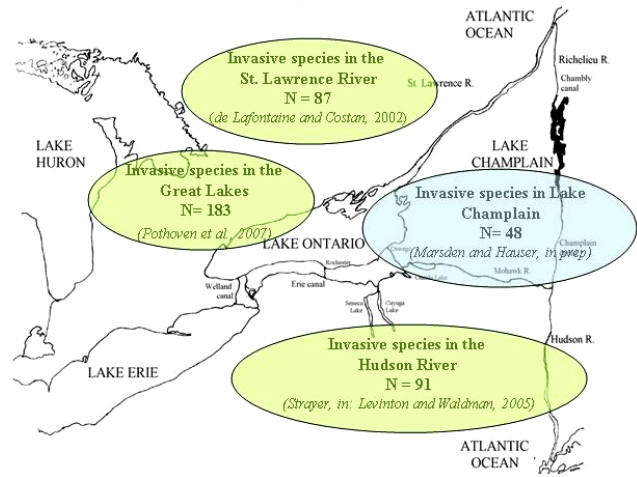 ATLANTIC
OCEAN
Invasive species in the
St. Lawrence River
N = 87
(de Lafontaine and Costan, 2002)
St. Lawrence R.
Richelieu R.
Chambly
canal
LAKE
HURON
LAKE
CHAMPLAIN
Invasive species in the
Great Lakes
N= 183
(Pothoven et al, 2007)
Invasive species in Lake
Champlain
N= 48
(Marsden and Hauser, in prep)
Champlain
LAKE ONTARIO
Oswego
Rochester
Mohawk R.
Welland
canal
Erie canal
Oneida Lake
Seneca
Lake
Cayuga
Lake
Invasive species in the
Hudson River
N = 91
(Strayer, in: Levinton and Waldman, 2005)
Hudson R.
LAKE ERIE
ATLANTIC
OCEAN